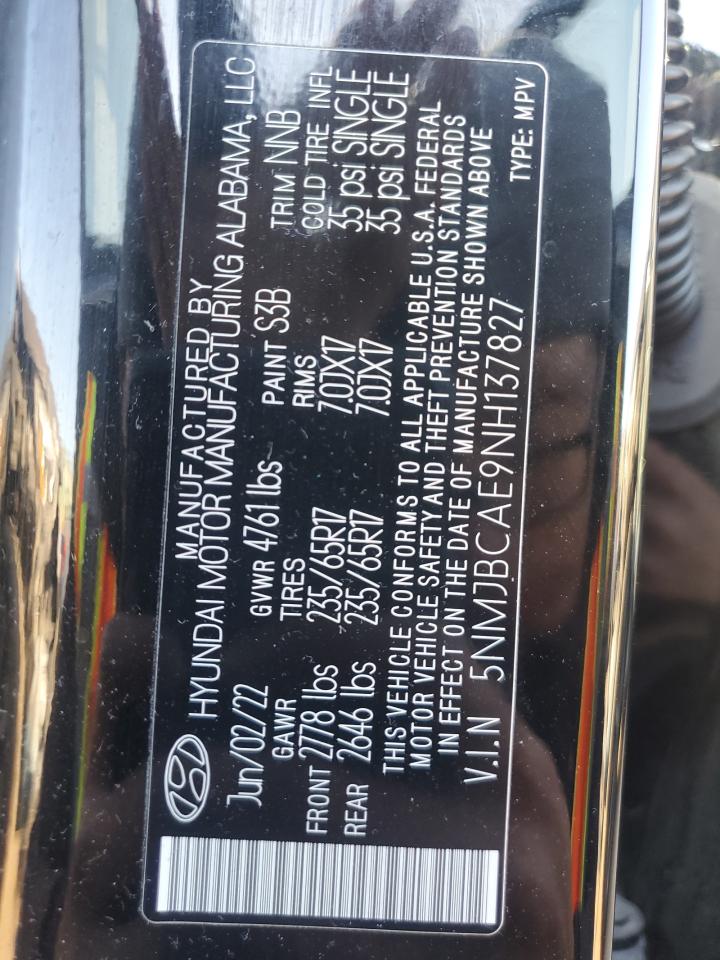 MANUFACTURED BY
HYUNDAI MOTOR MANUFACTURING ALABAMA, LLC
Jun/02/22 GVWR 4761 lbs PAINT S3B TRIM NNB
GAWR TIRES RIMS COLD TIRE INFL
FRONT 2778 lbs 235/65R17 7.0JX17 35 psi SINGLE
REAR 2646 lbs 235/65R17 7.0JX17 35 psi SINGLE
THIS VEHICLE CONFORMS TO ALL APPLICABLE U.S.A. FEDERAL
MOTOR VEHICLE SAFETY AND THEFT PREVENTION STANDARDS
IN EFFECT ON THE DATE OF MANUFACTURE SHOWN ABOVE
V.I.N 5NMJBCAE9NH137827 TYPE: MPV